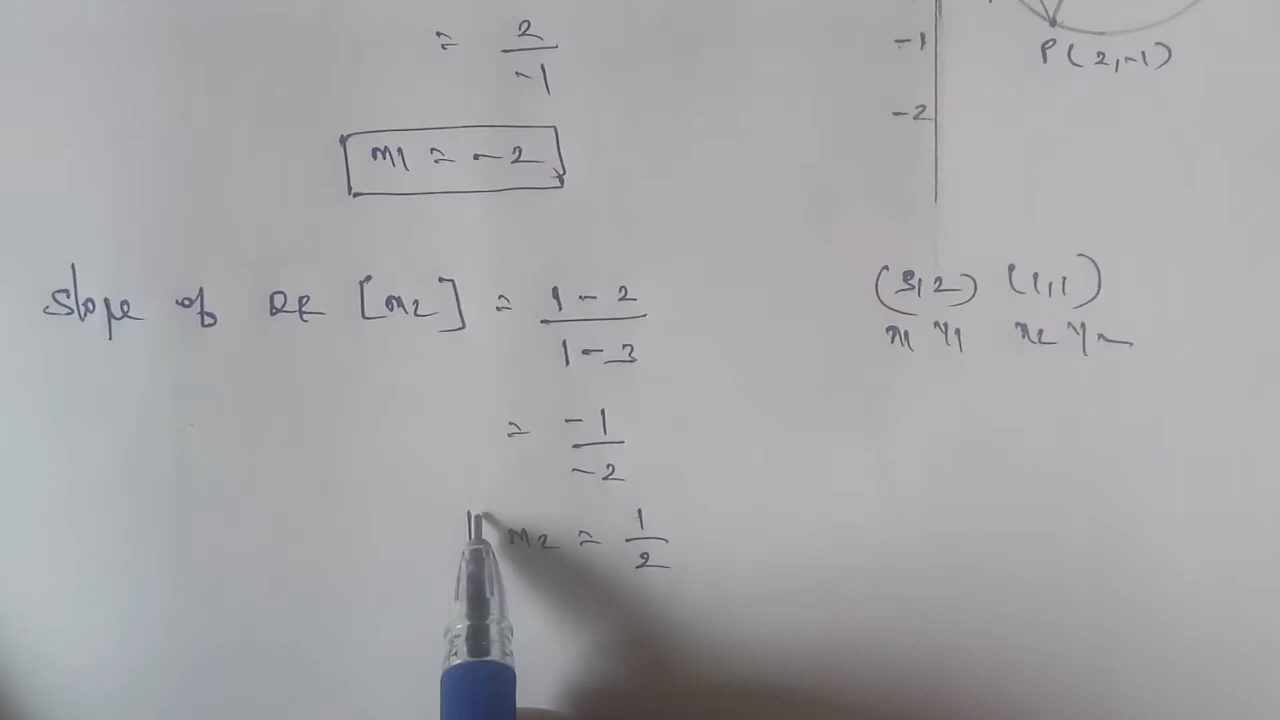 = 2/-1
-1
P(2,-1)
-2
m1 = -2
Slope of QR [m2] = 1-2/1-3
(3,2) (1,1)
x1 y1 x2 y2
= -1/-2
m2 = 1/2